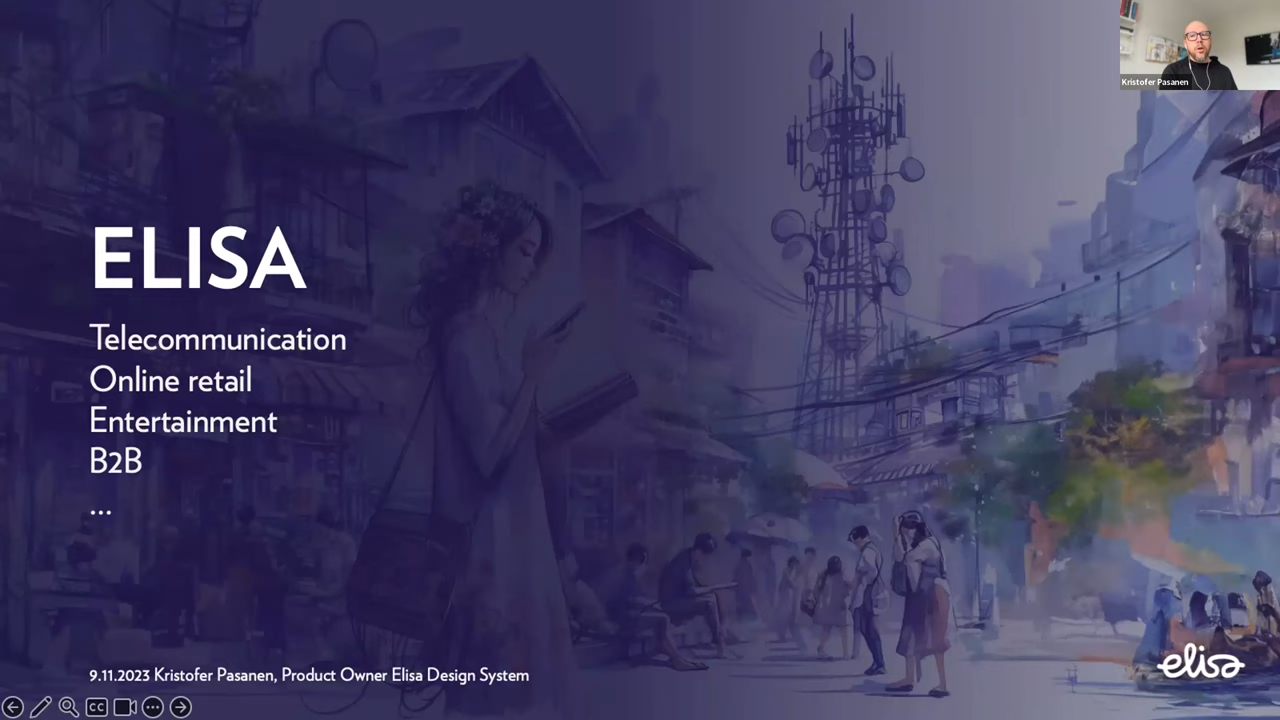 Kristofer Pasanen
ELISA
Telecommunication
Online retail
Entertainment
B2B
...
9.11.2023 Kristofer Pasanen, Product Owner Elisa Design System
elisa
CC